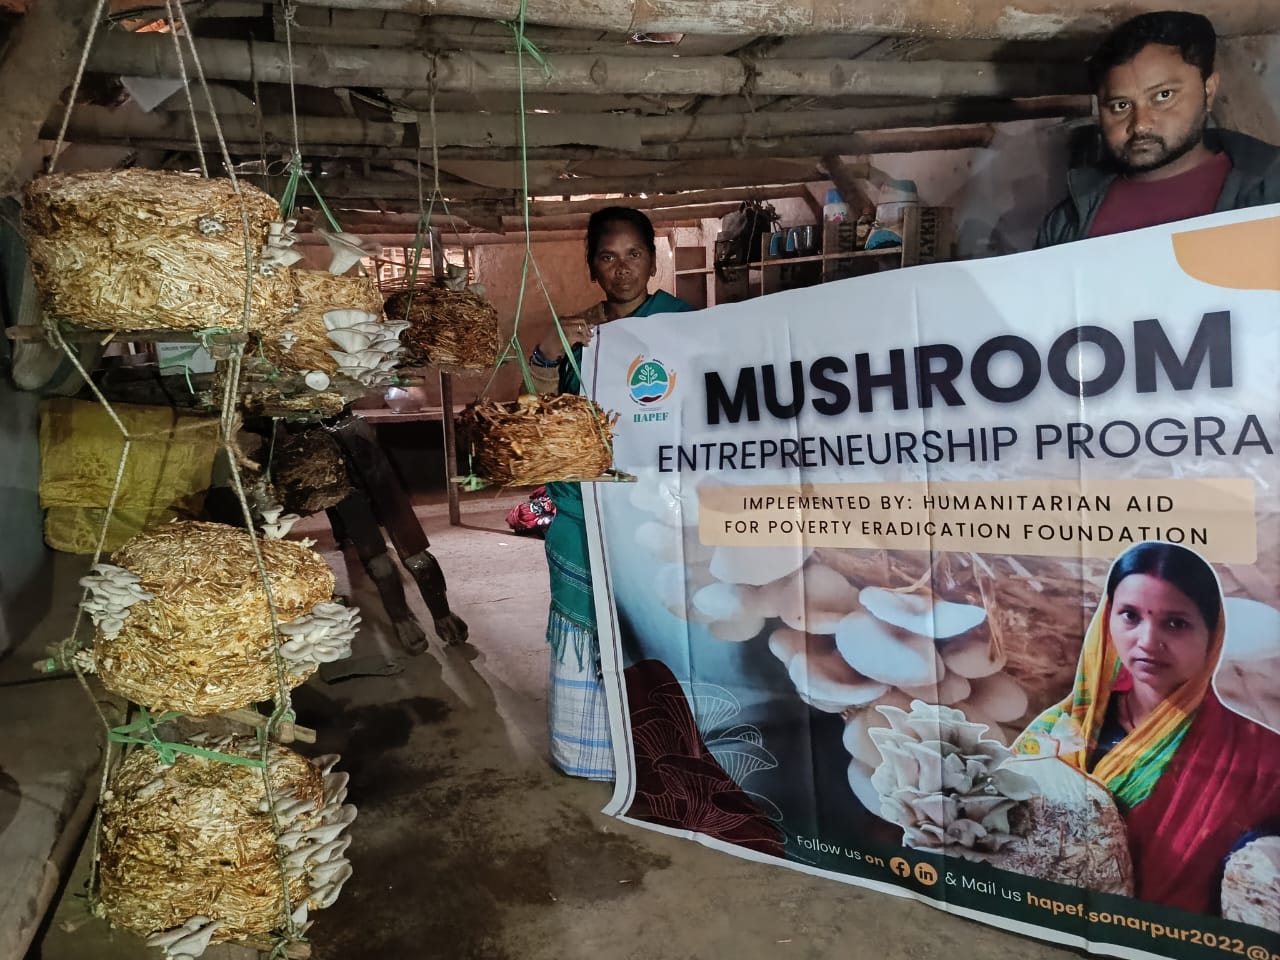 HAPEF
MUSHROOM
ENTREPRENEURSHIP PROGRA
IMPLEMENTED BY: HUMANITARIAN AID
FOR POVERTY ERADICATION FOUNDATION
Follow us on & Mail us hapef.sonarpur2022@